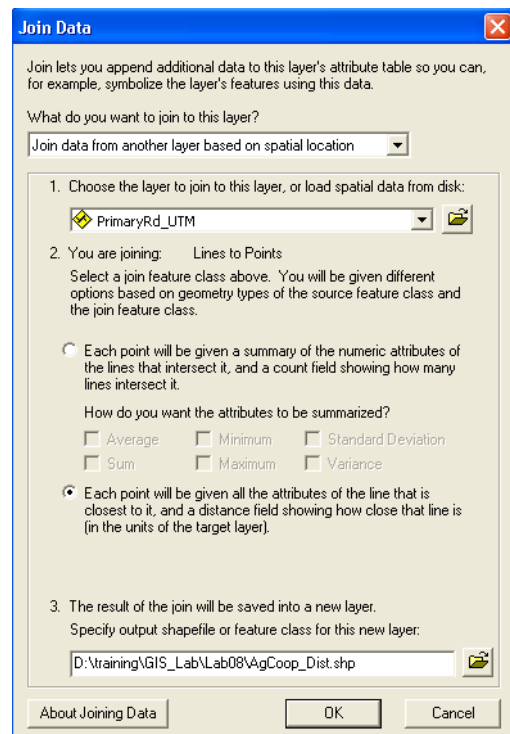 Join Data
Join lets you append additional data to this layer's attribute table so you can,
for example, symbolize the layer's features using this data.
What do you want to join to this layer?
Join data from another layer based on spatial location
1. Choose the layer to join to this layer, or load spatial data from disk:
PrimaryRd_UTM
2. You are joining: Lines to Points
Select a join feature class above. You will be given different
options based on geometry types of the source feature class and
the join feature class.
Each point will be given a summary of the numeric attributes of
the lines that intersect it, and a count field showing how many
lines intersect it.
How do you want the attributes to be summarized?
Average Minimum Standard Deviation
Sum Maximum Variance
Each point will be given all the attributes of the line that is
closest to it, and a distance field showing how close that line is
(in the units of the target layer).
3. The result of the join will be saved into a new layer.
Specify output shapefile or feature class for this new layer:
D:\training\GIS_Lab\Lab08\AgCoop_Dist.shp
About Joining Data OK Cancel